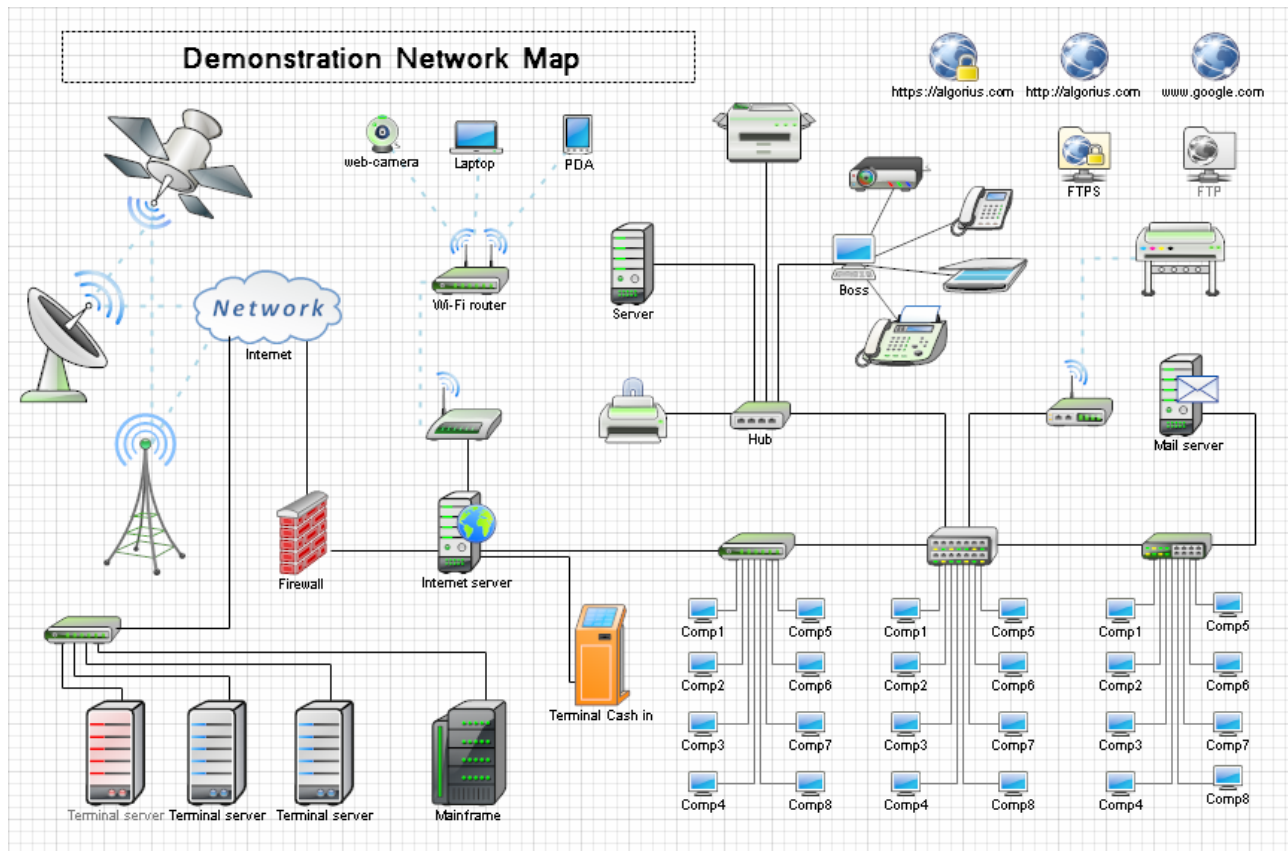 Demonstration Network Map
https://algorius.com
http://algorius.com
www.google.com
web-camera
Laptop
PDA
FTPS
FTP
Network
Internet
Wi-Fi router
Server
Boss
Hub
Mail server
Firewall
Internet server
Terminal Cash in
Comp1
Comp5
Comp2
Comp6
Comp3
Comp7
Comp4
Comp8
Comp1
Comp5
Comp2
Comp6
Comp3
Comp7
Comp4
Comp8
Comp1
Comp5
Comp2
Comp6
Comp3
Comp7
Comp4
Comp8
Terminal server
Terminal server
Terminal server
Mainframe